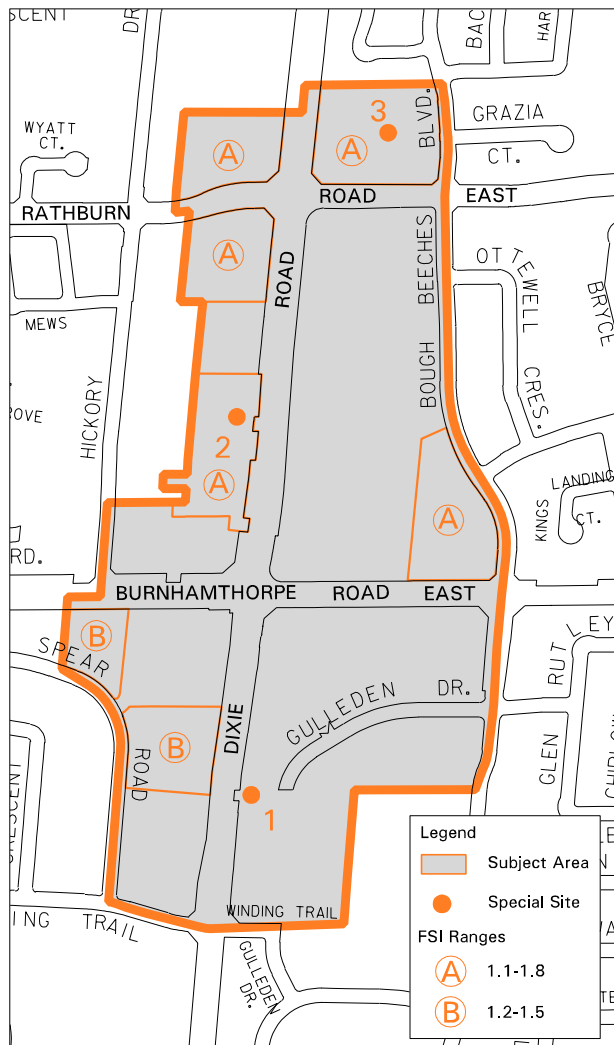 SCENT
DR
BAC
HAR
3
BLVD.
GRAZIA
CT.
WYATT
CT.
A
A
RATHBURN
ROAD
EAST
A
ROAD
BEECHES
OTTEWELL
CRES.
BRYCE
MEWS
BOUGH
HICKORY
ROVE
2
A
A
KINGS
LANDING
CT.
RD.
BURNHAMTHORPE ROAD EAST
B
SPEAR
ROAD
RUTLEY
GULLEDEN DR.
DIXIE
B
GLEN
CHIRLGIN
CRESCENT
1
Legend
Subject Area
Special Site
FSI Ranges
A 1.1-1.8
B 1.2-1.5
WINDING TRAIL
ING TRAIL
GULLEDEN
DR.